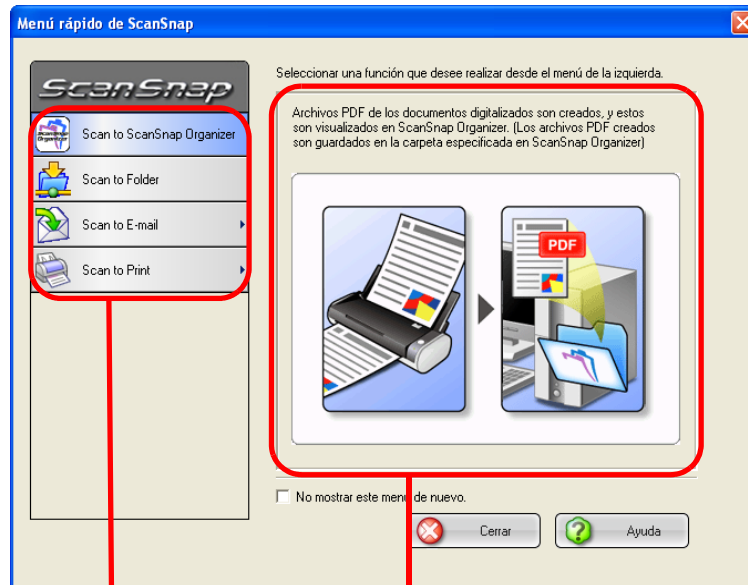 Menú rápido de ScanSnap
ScanSnap
Scan to ScanSnap Organizer
Scan to Folder
Scan to E-mail
Scan to Print
Seleccionar una función que desee realizar desde el menú de la izquierda.
Archivos PDF de los documentos digitalizados son creados, y estos
son visualizados en ScanSnap Organizer. (Los archivos PDF creados
son guardados en la carpeta especificada en ScanSnap Organizer)
PDF
No mostrar este menú de nuevo.
Cerrar
Ayuda